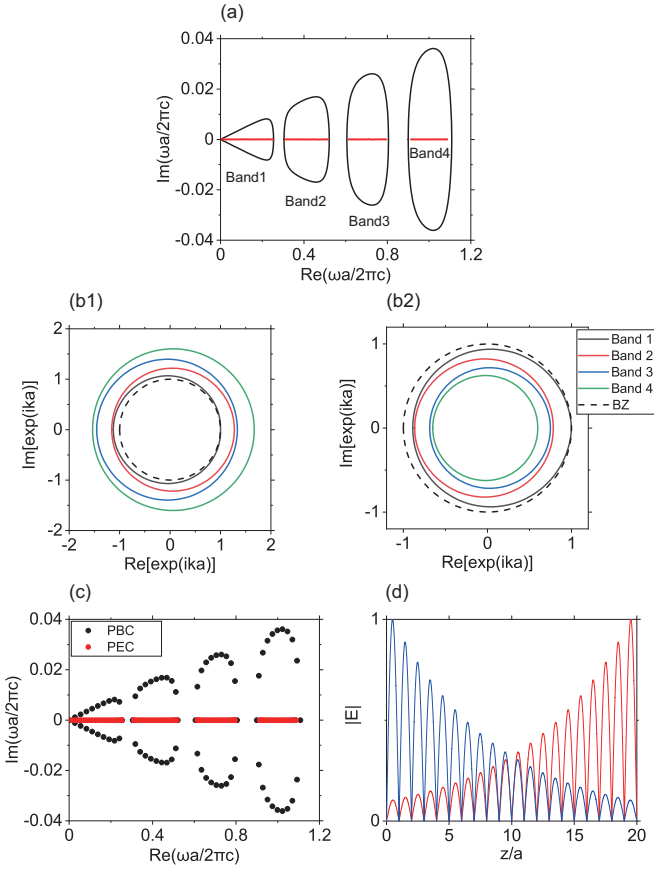 (a)
0.04
0.02
0
-0.02
-0.04
Im(ωa/2πc)
Band1
Band2
Band3
Band4
0
0.4
0.8
1.2
Re(ωa/2πc)
(b1)
2
1
0
-1
-2
Im[exp(ika)]
-2
-1
0
1
2
Re[exp(ika)]
(b2)
1
0
-1
Im[exp(ika)]
-1
0
1
Re[exp(ika)]
Band 1
Band 2
Band 3
Band 4
BZ
(c)
PBC
PEC
0.04
0.02
0
-0.02
-0.04
Im(ωa/2πc)
0
0.4
0.8
1.2
Re(ωa/2πc)
(d)
1
0
|E|
0
5
10
15
20
z/a